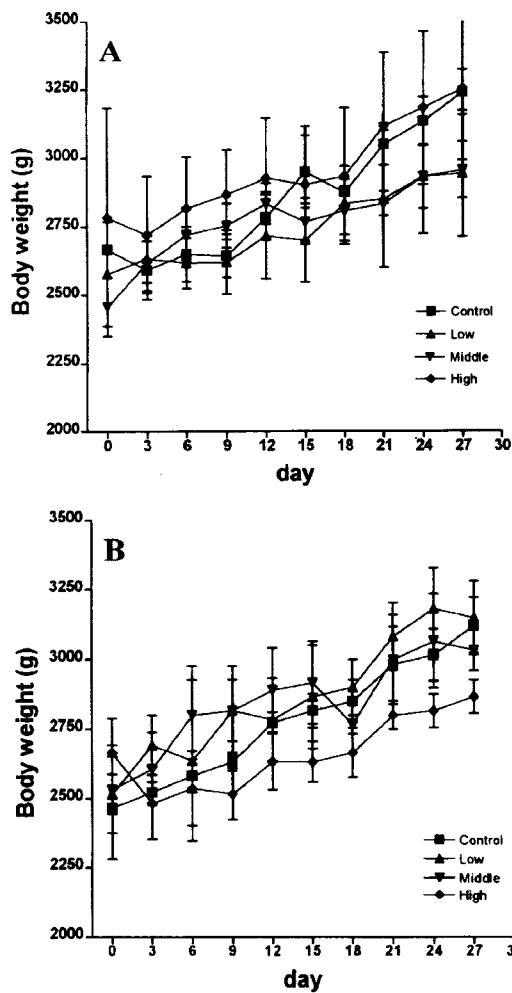 A
3500
3250
3000
2750
2500
2250
2000
Body weight (g)
Control
Low
Middle
High
0 3 6 9 12 15 18 21 24 27 30
day
B
3500
3250
3000
2750
2500
2250
2000
Body weight (g)
Control
Low
Middle
High
0 3 6 9 12 15 18 21 24 27 3
day